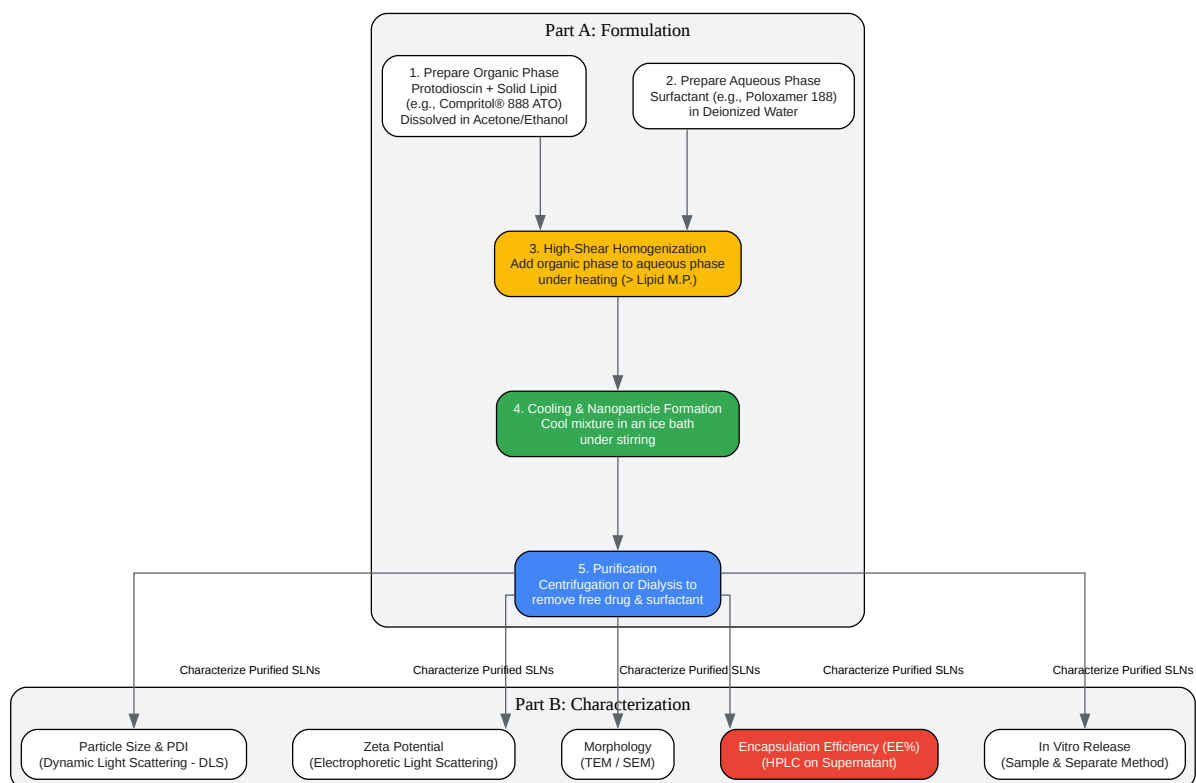 Part A: Formulation
1. Prepare Organic Phase
Protodioscin + Solid Lipid
(e.g., Compritol® 888 ATO)
Dissolved in Acetone/Ethanol
2. Prepare Aqueous Phase
Surfactant (e.g., Poloxamer 188)
in Deionized Water
3. High-Shear Homogenization
Add organic phase to aqueous phase
under heating (> Lipid M.P.)
4. Cooling & Nanoparticle Formation
Cool mixture in an ice bath
under stirring
5. Purification
Centrifugation or Dialysis to
remove free drug & surfactant
Characterize Purified SLNs
Characterize Purified SLNs
Characterize Purified SLNs
Characterize Purified SLNs
Characterize Purified SLNs
Part B: Characterization
Particle Size & PDI
(Dynamic Light Scattering - DLS)
Zeta Potential
(Electrophoretic Light Scattering)
Morphology
(TEM / SEM)
Encapsulation Efficiency (EE%)
(HPLC on Supernatant)
In Vitro Release
(Sample & Separate Method)